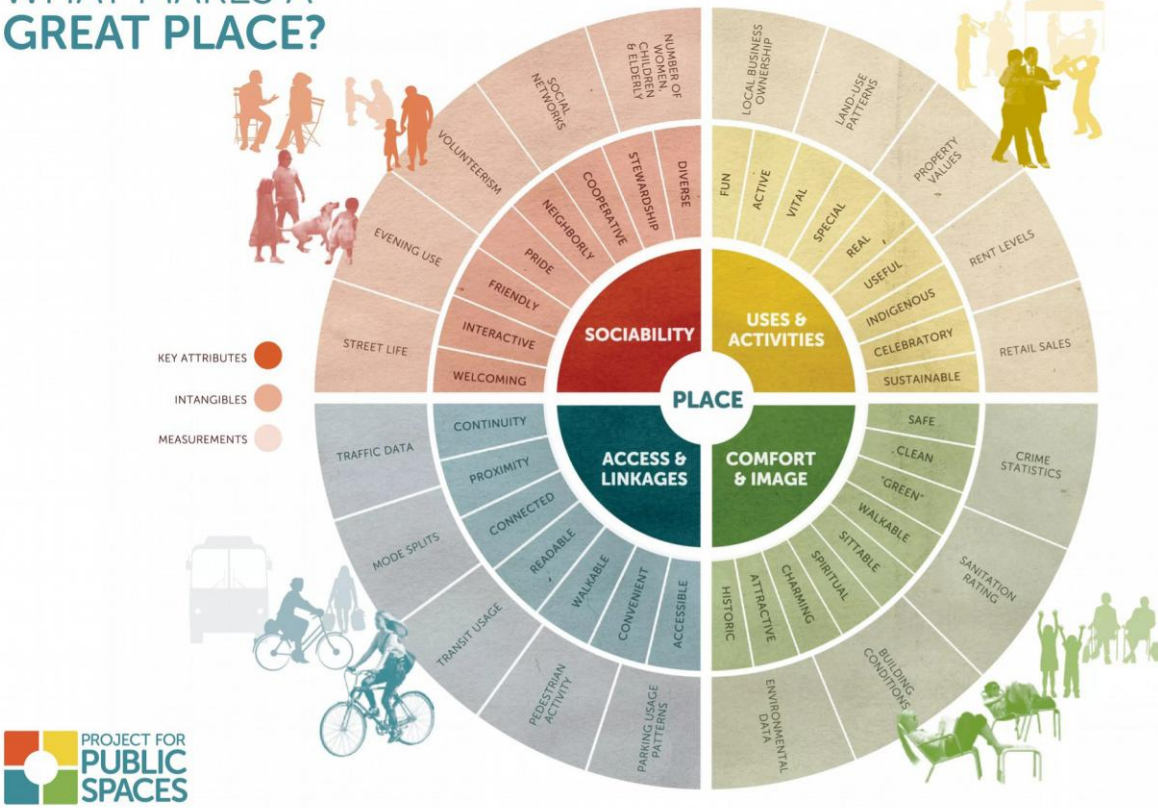 WHAT MAKES A
GREAT PLACE?
KEY ATTRIBUTES
INTANGIBLES
MEASUREMENTS
PLACE
SOCIABILITY
USES &
ACTIVITIES
ACCESS &
LINKAGES
COMFORT
& IMAGE
WELCOMING
INTERACTIVE
FRIENDLY
PRIDE
NEIGHBORLY
COOPERATIVE
STEWARDSHIP
DIVERSE
FUN
ACTIVE
VITAL
SPECIAL
REAL
USEFUL
INDIGENOUS
CELEBRATORY
SUSTAINABLE
SAFE
CLEAN
"GREEN"
WALKABLE
SITTABLE
SPIRITUAL
CHARMING
ATTRACTIVE
HISTORIC
ACCESSIBLE
CONVENIENT
WALKABLE
READABLE
CONNECTED
PROXIMITY
CONTINUITY
STREET LIFE
EVENING USE
VOLUNTEERISM
SOCIAL
NETWORKS
NUMBER OF
WOMEN,
CHILDREN
& ELDERLY
LOCAL BUSINESS
OWNERSHIP
LAND-USE
PATTERNS
PROPERTY
VALUES
RENT LEVELS
RETAIL SALES
CRIME
STATISTICS
SANITATION
RATING
BUILDING
CONDITIONS
ENVIRONMENTAL
DATA
PARKING USAGE
PATTERNS
PEDESTRIAN
ACTIVITY
TRANSIT USAGE
MODE SPLITS
TRAFFIC DATA
PROJECT FOR
PUBLIC
SPACES